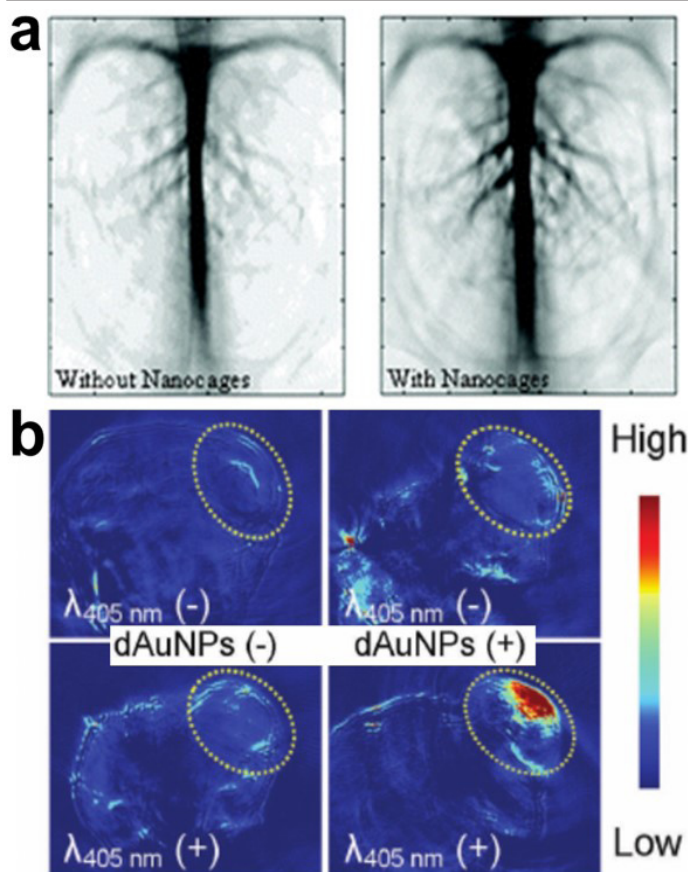 a
Without Nanocages
With Nanocages
b
High
λ405 nm (-)
λ405 nm (-)
dAuNPs (-)
dAuNPs (+)
λ405 nm (+)
λ405 nm (+)
Low